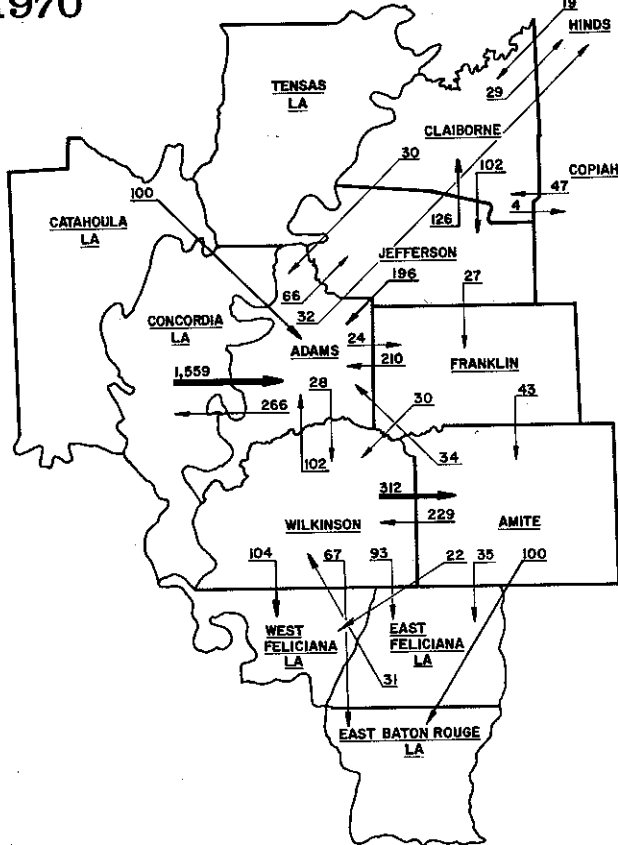 1970
19
HINDS
29
TENSAS
LA
CLAIBORNE
30
102
COPIAH
100
47
4
CATAHOULA
LA
126
JEFFERSON
66
196
27
32
CONCORDIA
LA
24
ADAMS
210
FRANKLIN
1,559
28
266
30
43
102
34
312
WILKINSON
229
AMITE
104
67
93
22
35
100
WEST
FELICIANA
LA
EAST
FELICIANA
LA
31
EAST BATON ROUGE
LA